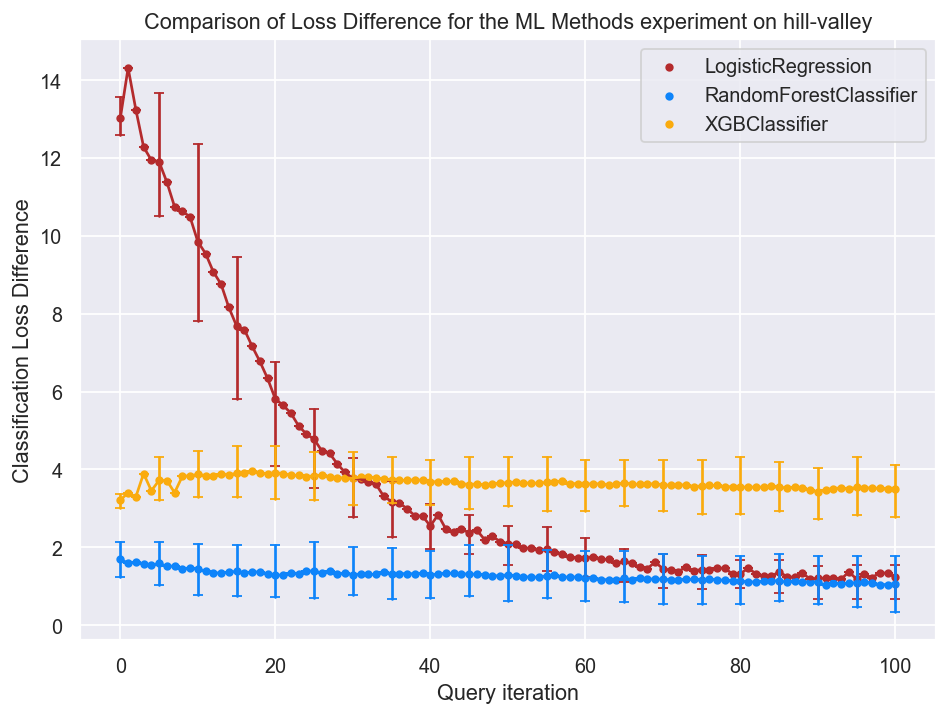 Comparison of Loss Difference for the ML Methods experiment on hill-valley
LogisticRegression
RandomForestClassifier
XGBClassifier
Classification Loss Difference
14
12
10
8
6
4
2
0
0
20
40
60
80
100
Query iteration